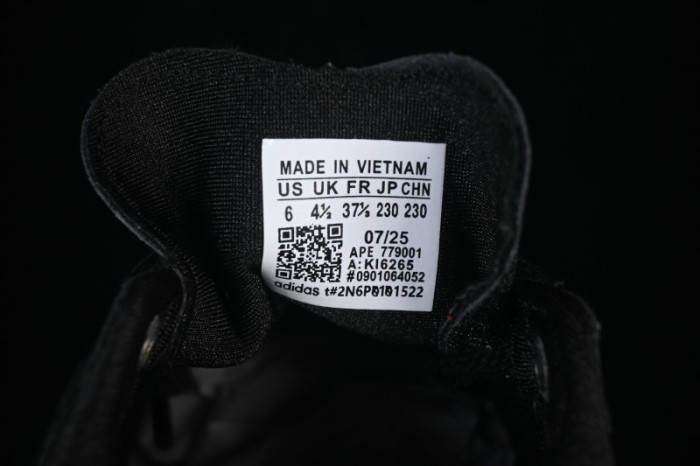 MADE IN VIETNAM
US UK FR JP CHN
6 4½ 37⅓ 230 230
07/25
APE 779001
A:KI6265
#0901064052
adidas t#2N6P0101522